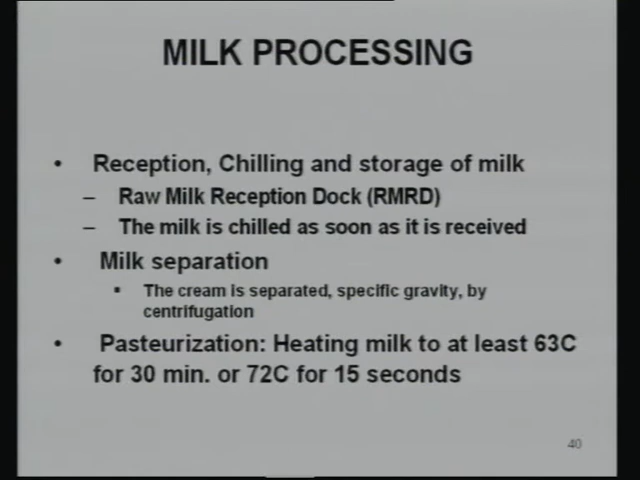 MILK PROCESSING
• Reception, Chilling and storage of milk
– Raw Milk Reception Dock (RMRD)
– The milk is chilled as soon as it is received
• Milk separation
▪ The cream is separated, specific gravity, by
centrifugation
• Pasteurization: Heating milk to at least 63C
for 30 min. or 72C for 15 seconds
40